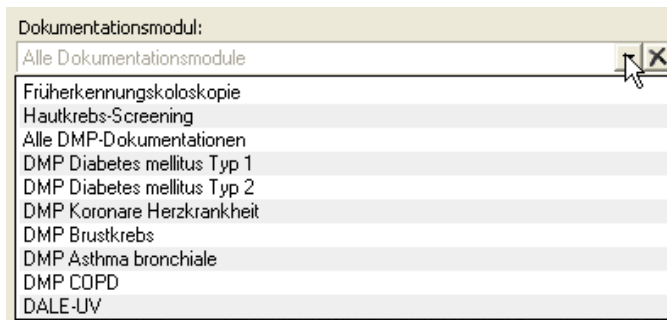 Dokumentationsmodul:
Alle Dokumentationsmodule
Früherkennungskoloskopie
Hautkrebs-Screening
Alle DMP-Dokumentationen
DMP Diabetes mellitus Typ 1
DMP Diabetes mellitus Typ 2
DMP Koronare Herzkrankheit
DMP Brustkrebs
DMP Asthma bronchiale
DMP COPD
DALE-UV